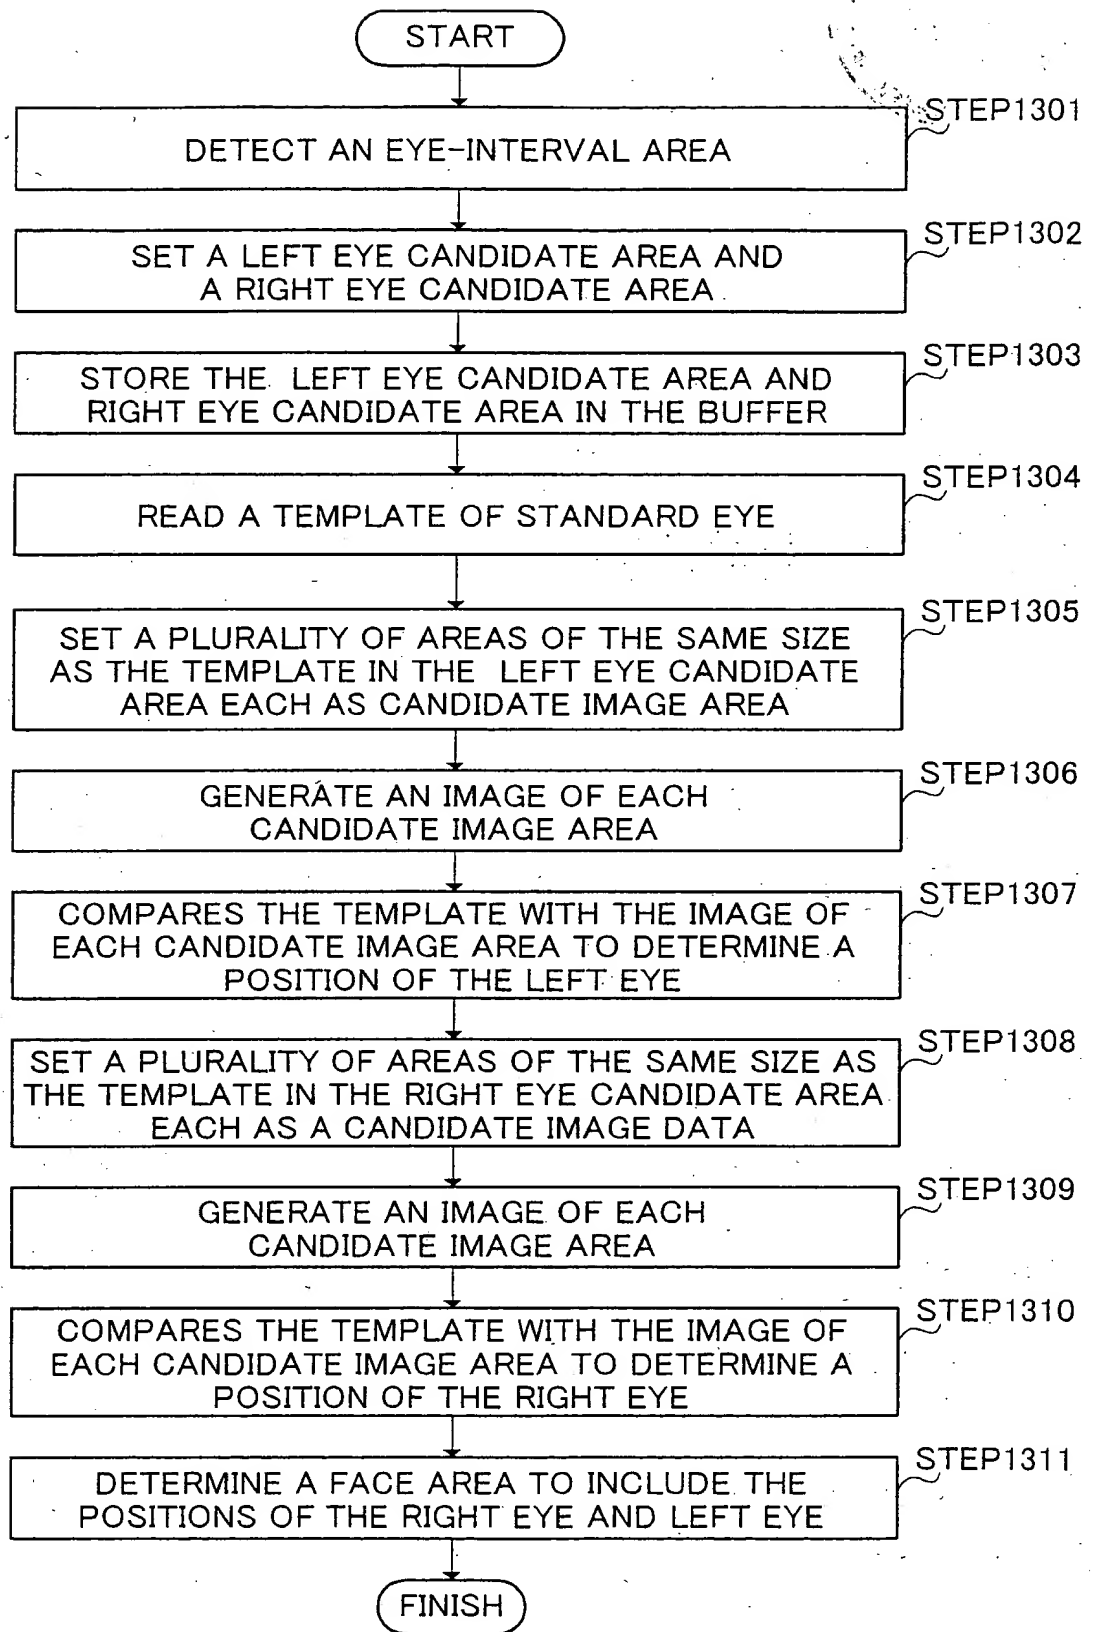 START
STEP1301
DETECT AN EYE-INTERVAL AREA
STEP1302
SET A LEFT EYE CANDIDATE AREA AND
A RIGHT EYE CANDIDATE AREA
STEP1303
STORE THE LEFT EYE CANDIDATE AREA AND
RIGHT EYE CANDIDATE AREA IN THE BUFFER
STEP1304
READ A TEMPLATE OF STANDARD EYE
STEP1305
SET A PLURALITY OF AREAS OF THE SAME SIZE
AS THE TEMPLATE IN THE LEFT EYE CANDIDATE
AREA EACH AS CANDIDATE IMAGE AREA
STEP1306
GENERATE AN IMAGE OF EACH
CANDIDATE IMAGE AREA
STEP1307
COMPARES THE TEMPLATE WITH THE IMAGE OF
EACH CANDIDATE IMAGE AREA TO DETERMINE A
POSITION OF THE LEFT EYE
STEP1308
SET A PLURALITY OF AREAS OF THE SAME SIZE AS
THE TEMPLATE IN THE RIGHT EYE CANDIDATE AREA
EACH AS A CANDIDATE IMAGE DATA
STEP1309
GENERATE AN IMAGE OF EACH
CANDIDATE IMAGE AREA
STEP1310
COMPARES THE TEMPLATE WITH THE IMAGE OF
EACH CANDIDATE IMAGE AREA TO DETERMINE A
POSITION OF THE RIGHT EYE
STEP1311
DETERMINE A FACE AREA TO INCLUDE THE
POSITIONS OF THE RIGHT EYE AND LEFT EYE
FINISH